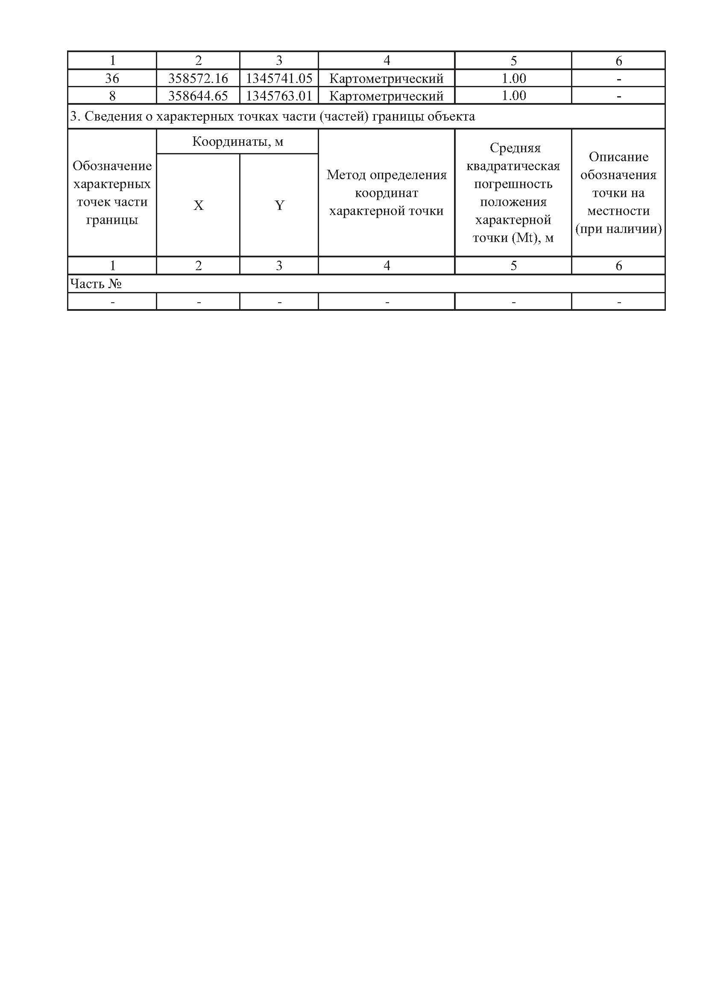 1 2 3 4 5 6
36 358572.16 1345741.05 Картометрический 1.00 -
8 358644.65 1345763.01 Картометрический 1.00 -
3. Сведения о характерных точках части (частей) границы объекта
Обозначение
характерных
точек части
границы
Координаты, м
X
Y
Метод определения
координат
характерной точки
Средняя
квадратическая
погрешность
положения
характерной
точки (Mt), м
Описание
обозначения
точки на
местности
(при наличии)
1 2 3 4 5 6
Часть №
- - - - - -